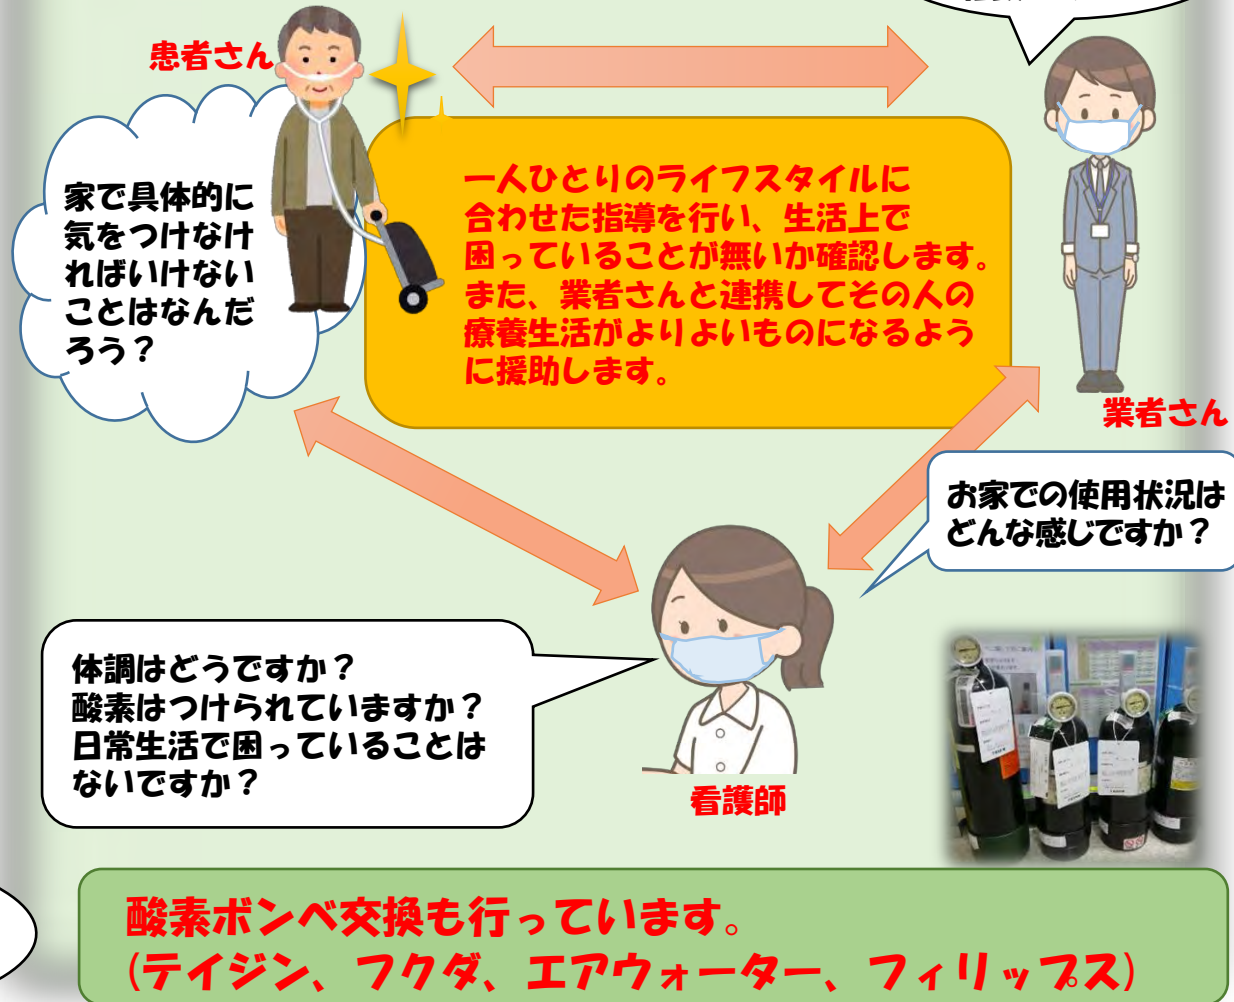 患者さん
家で具体的に
気をつけなけ
ればいけない
ことはなんだ
ろう？
一人ひとりのライフスタイルに
合わせた指導を行い、生活上で
困っていることが無いか確認します。
また、業者さんと連携してその人の
療養生活がよりよいものになるよう
に援助します。
業者さん
お家での使用状況は
どんな感じですか？
体調はどうですか？
酸素はつけられていますか？
日常生活で困っていることは
ないですか？
看護師
酸素ボンベ交換も行っています。
(テイジン、フクダ、エアウォーター、フィリップス)